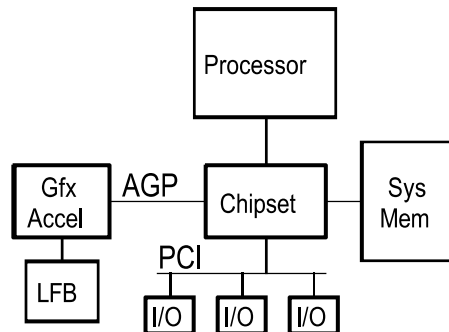 Processor
Gfx
Accel
AGP
Chipset
Sys
Mem
PCI
LFB
I/O
I/O
I/O